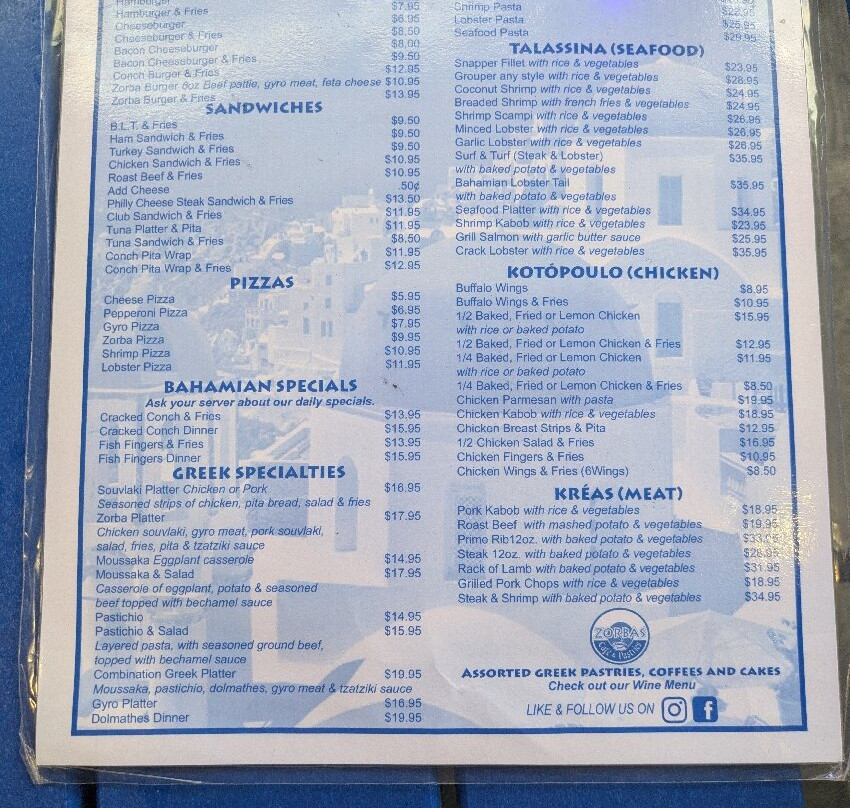 Hamburger
Hamburger & Fries $7.95
Cheeseburger $6.95
Cheeseburger & Fries $8.50
Bacon Cheeseburger $8.00
Bacon Cheeseburger & Fries $9.50
Conch Burger & Fries $12.95
Zorba Burger 8oz Beef pattie, gyro meat, feta cheese $10.95
Zorba Burger & Fries $13.95
SANDWICHES
B.L.T. & Fries $9.50
Ham Sandwich & Fries $9.50
Turkey Sandwich & Fries $9.50
Chicken Sandwich & Fries $10.95
Roast Beef & Fries $10.95
Add Cheese .50¢
Philly Cheese Steak Sandwich & Fries $13.50
Club Sandwich & Fries $11.95
Tuna Platter & Pita $11.95
Tuna Sandwich & Fries $8.50
Conch Pita Wrap $11.95
Conch Pita Wrap & Fries $12.95
PIZZAS
Cheese Pizza $5.95
Pepperoni Pizza $6.95
Gyro Pizza $7.95
Zorba Pizza $9.95
Shrimp Pizza $10.95
Lobster Pizza $11.95
BAHAMIAN SPECIALS
Ask your server about our daily specials.
Cracked Conch & Fries $13.95
Cracked Conch Dinner $15.95
Fish Fingers & Fries $13.95
Fish Fingers Dinner $15.95
GREEK SPECIALTIES
Souvlaki Platter Chicken or Pork $16.95
Seasoned strips of chicken, pita bread, salad & fries
Zorba Platter $17.95
Chicken souvlaki, gyro meat, pork souvlaki,
salad, fries, pita & tzatziki sauce
Moussaka Eggplant casserole $14.95
Moussaka & Salad $17.95
Casserole of eggplant, potato & seasoned
beef topped with bechamel sauce
Pastichio $14.95
Pastichio & Salad $15.95
Layered pasta, with seasoned ground beef,
topped with bechamel sauce
Combination Greek Platter $19.95
Moussaka, pastichio, dolmathes, gyro meat & tzatziki sauce
Gyro Platter $16.95
Dolmathes Dinner $19.95
Shrimp Pasta
Lobster Pasta $25.95
Seafood Pasta $29.95
TALASSINA (SEAFOOD)
Snapper Fillet with rice & vegetables $23.95
Grouper any style with rice & vegetables $28.95
Coconut Shrimp with rice & vegetables $24.95
Breaded Shrimp with french fries & vegetables $24.95
Shrimp Scampi with rice & vegetables $26.95
Minced Lobster with rice & vegetables $26.95
Garlic Lobster with rice & vegetables $26.95
Surf & Turf (Steak & Lobster) $35.95
with baked potato & vegetables
Bahamian Lobster Tail $35.95
with baked potato & vegetables
Seafood Platter with rice & vegetables $34.95
Shrimp Kabob with rice & vegetables $23.95
Grill Salmon with garlic butter sauce $25.95
Crack Lobster with rice & vegetables $35.95
KOTÓPOULO (CHICKEN)
Buffalo Wings $8.95
Buffalo Wings & Fries $10.95
1/2 Baked, Fried or Lemon Chicken $15.95
with rice or baked potato
1/2 Baked, Fried or Lemon Chicken & Fries $12.95
1/4 Baked, Fried or Lemon Chicken $11.95
with rice or baked potato
1/4 Baked, Fried or Lemon Chicken & Fries $8.50
Chicken Parmesan with pasta $19.95
Chicken Kabob with rice & vegetables $18.95
Chicken Breast Strips & Pita $12.95
1/2 Chicken Salad & Fries $16.95
Chicken Fingers & Fries $10.95
Chicken Wings & Fries (6Wings) $8.50
KRÉAS (MEAT)
Pork Kabob with rice & vegetables $18.95
Roast Beef with mashed potato & vegetables $19.95
Prime Rib12oz. with baked potato & vegetables
Steak 12oz. with baked potato & vegetables $28.95
Rack of Lamb with baked potato & vegetables $31.95
Grilled Pork Chops with rice & vegetables $18.95
Steak & Shrimp with baked potato & vegetables $34.95
ZORBAS
Café & Pastries
ASSORTED GREEK PASTRIES, COFFEES AND CAKES
Check out our Wine Menu
LIKE & FOLLOW US ON